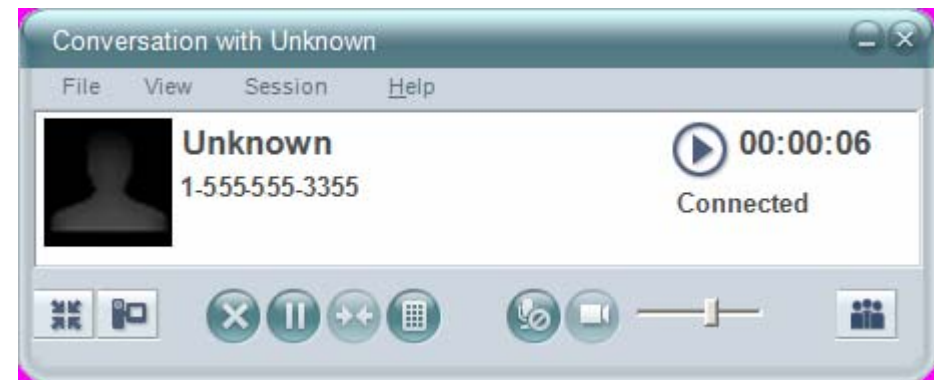 Conversation with Unknown
File View Session Help
Unknown
00:00:06
1-555-555-3355
Connected